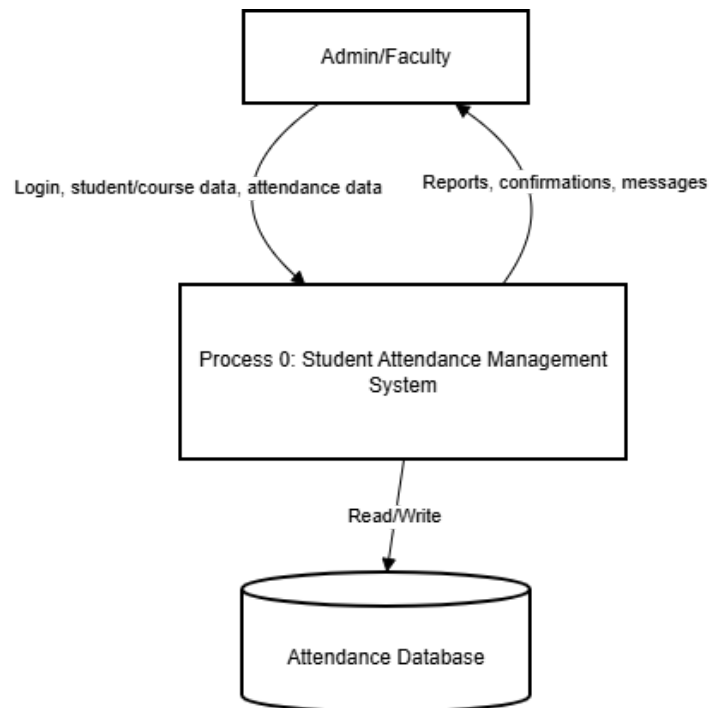 Admin/Faculty
Login, student/course data, attendance data
Reports, confirmations, messages
Process 0: Student Attendance Management
System
Read/Write
Attendance Database